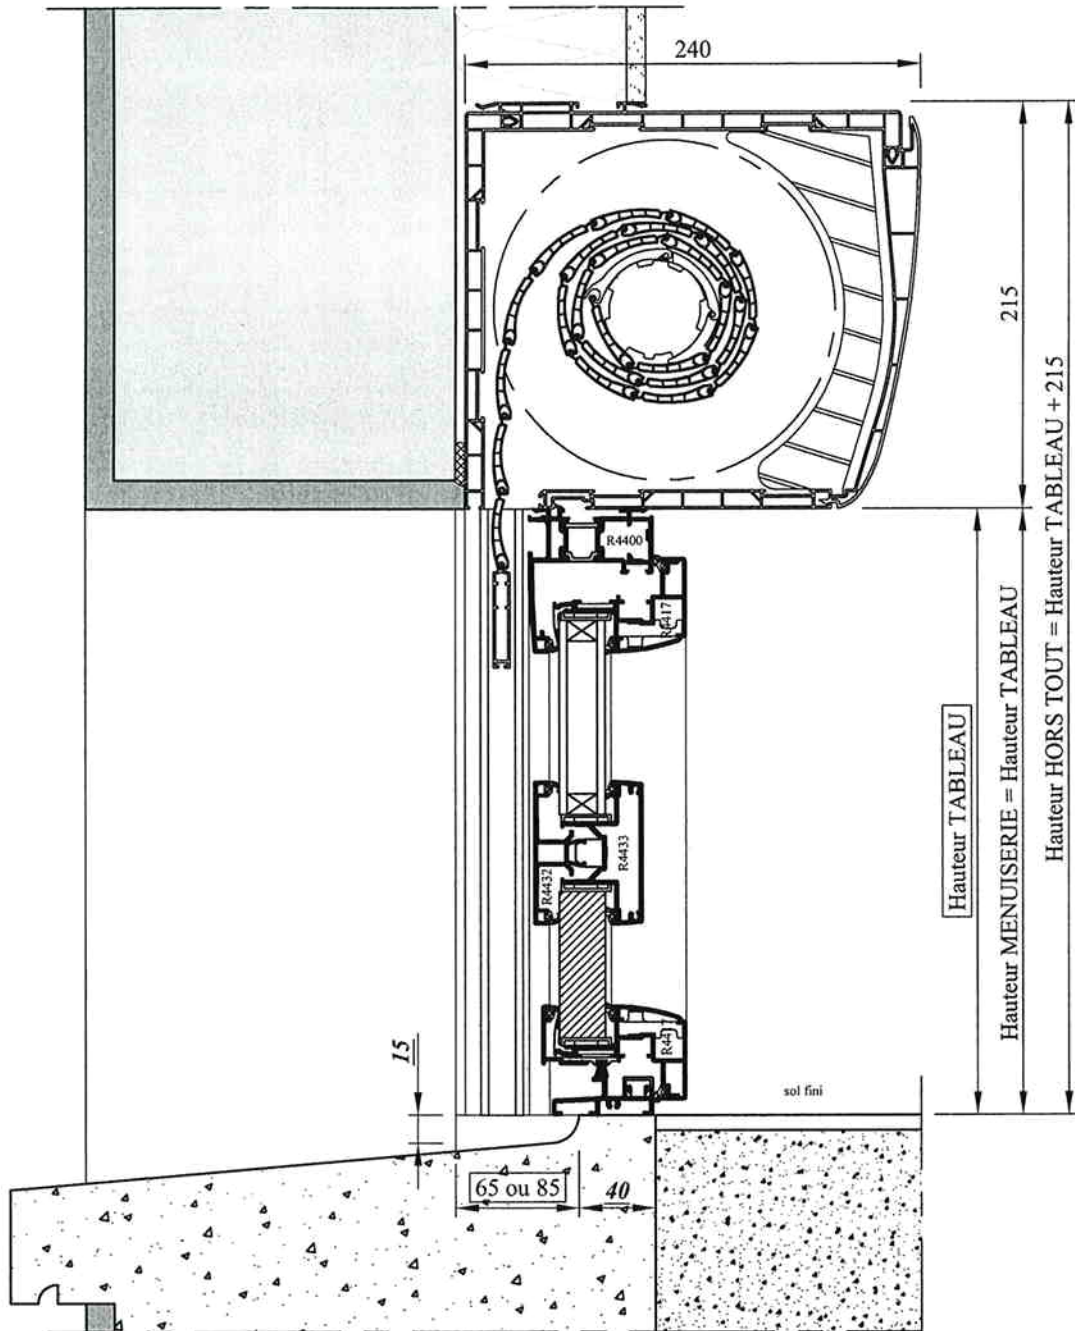 240
215
Hauteur HORS TOUT = Hauteur TABLEAU + 215
Hauteur MENUISERIE = Hauteur TABLEAU
Hauteur TABLEAU
R4400
R4417
R4433
R4432
R441
sol fini
15
65 ou 85
40